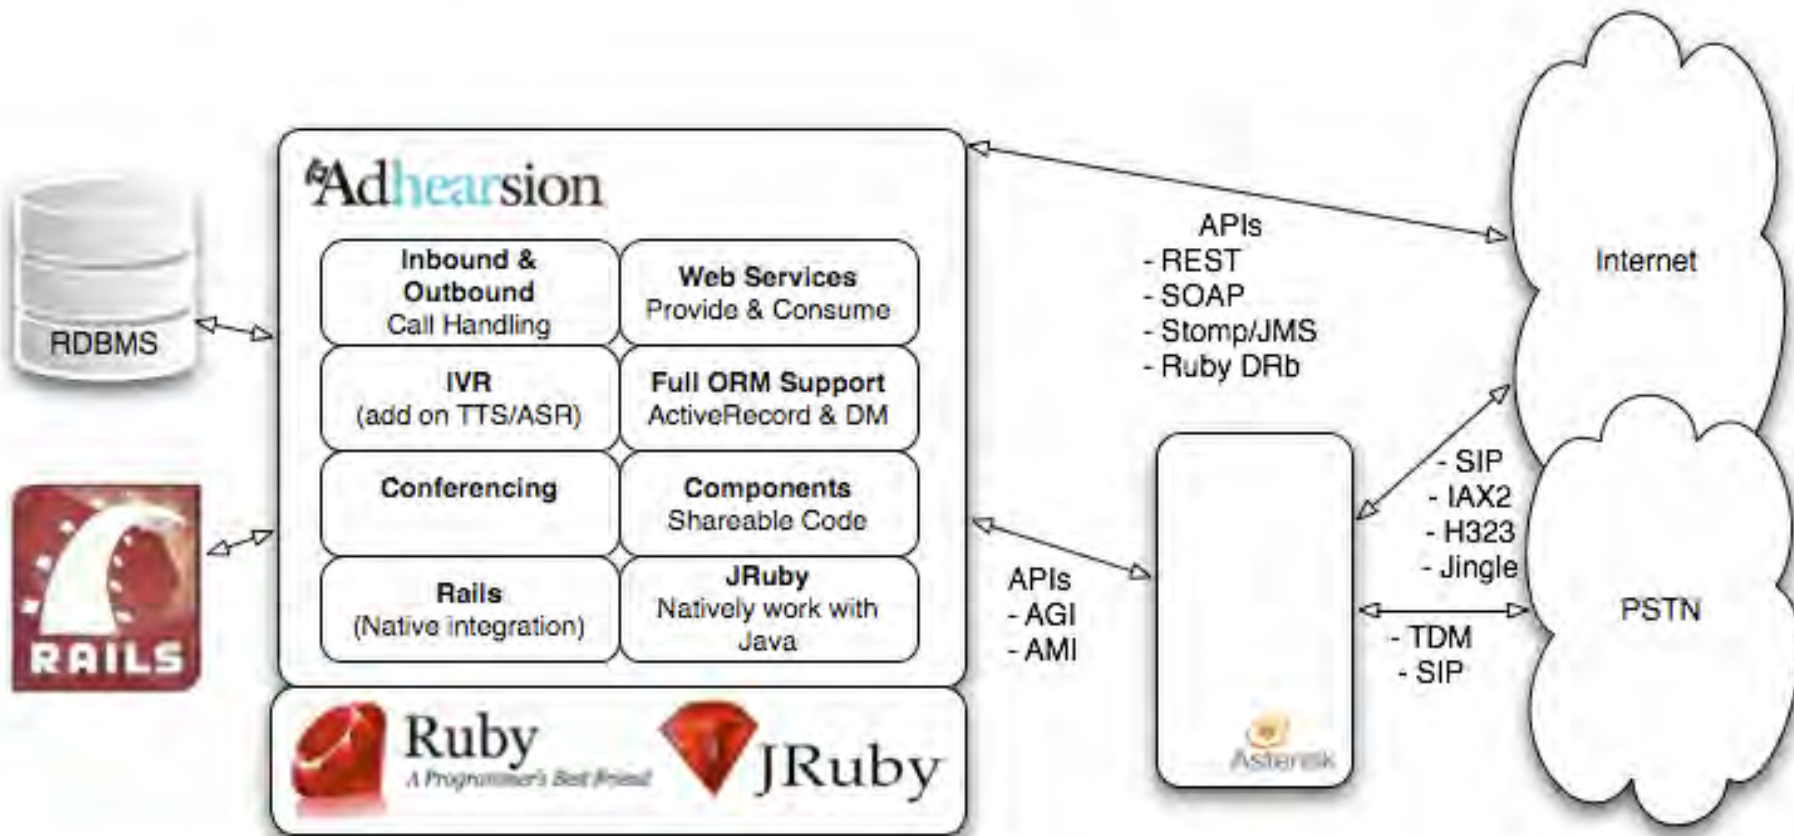 Adhearsion
Inbound &
Outbound
Call Handling
Web Services
Provide & Consume
IVR
(add on TTS/ASR)
Full ORM Support
ActiveRecord & DM
Conferencing
Components
Shareable Code
Rails
(Native integration)
JRuby
Natively work with
Java
Ruby
A Programmer's Best Friend
JRuby
RDBMS
RAILS
APIs
- REST
- SOAP
- Stomp/JMS
- Ruby DRb
APIs
- AGI
- AMI
Asterisk
- SIP
- IAX2
- H323
- Jingle
- TDM
- SIP
Internet
PSTN